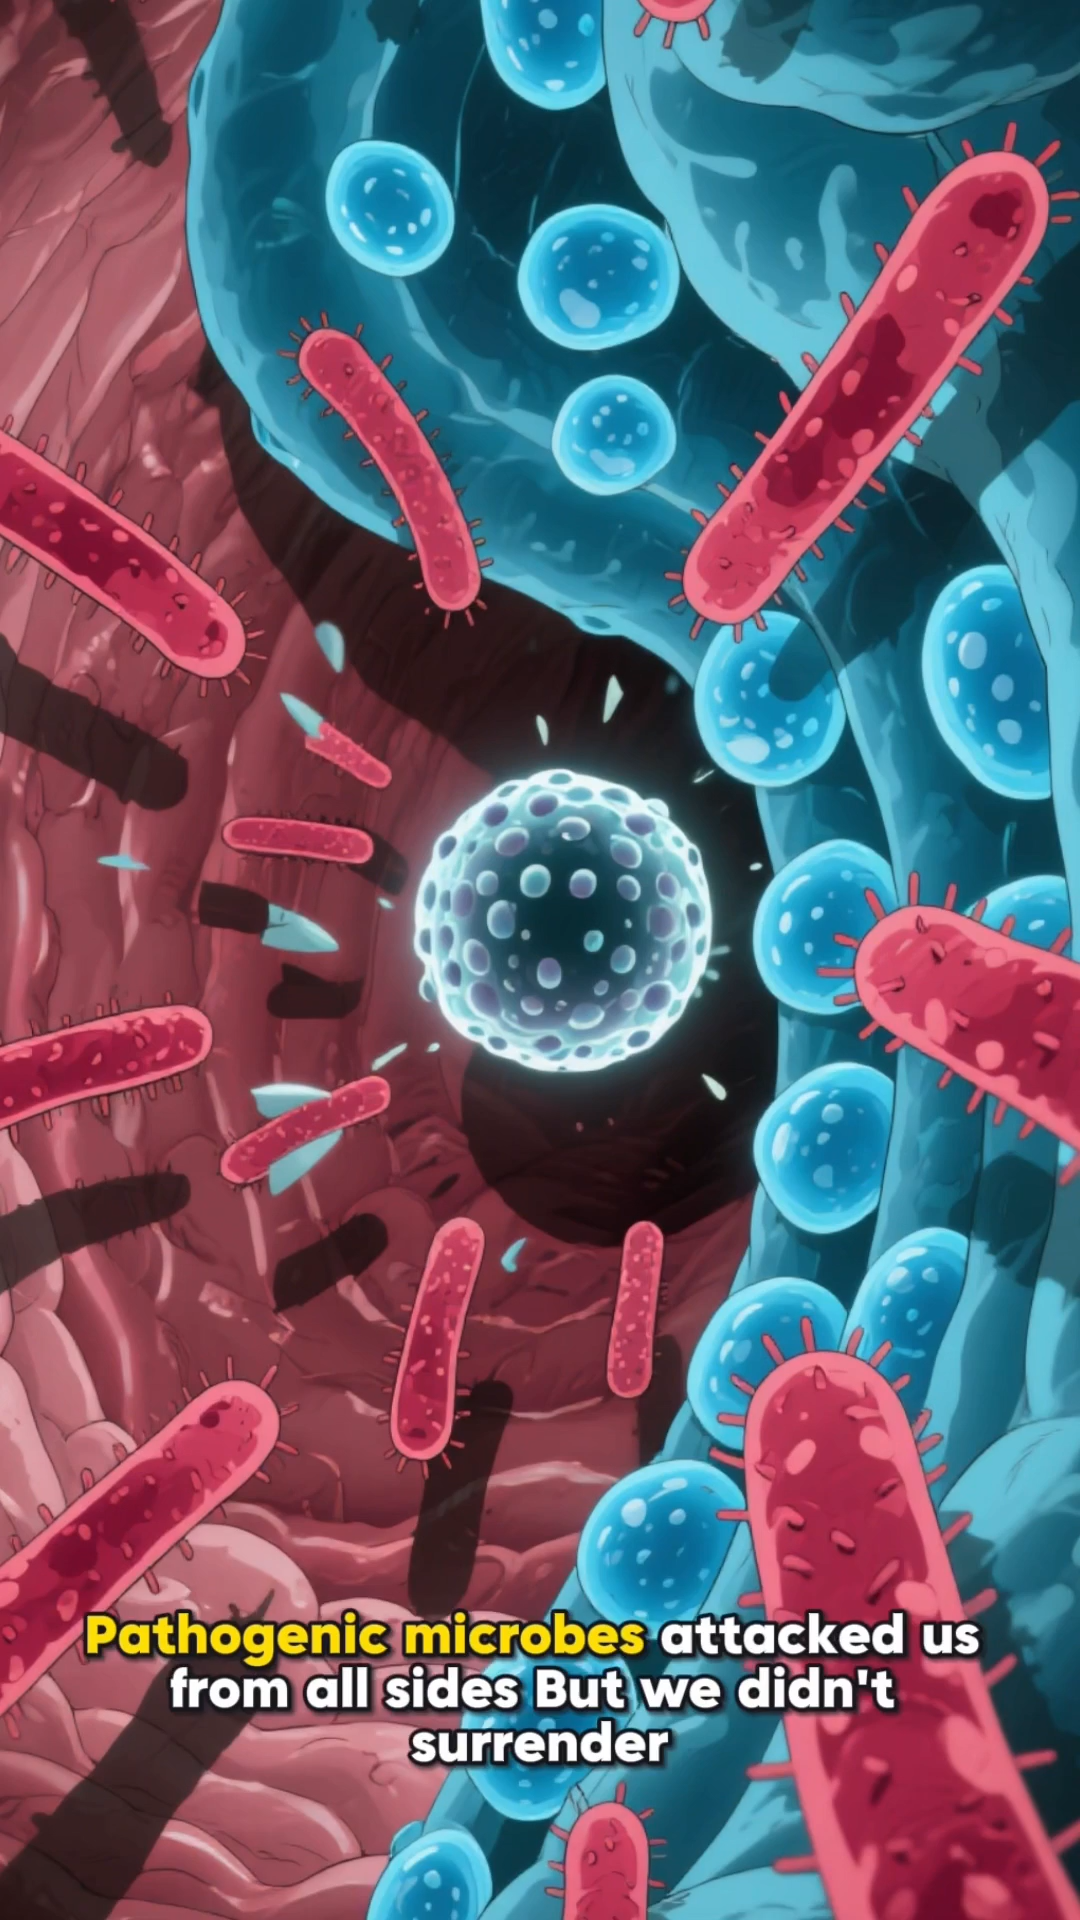 Pathogenic microbes attacked us
from all sides But we didn't
surrender